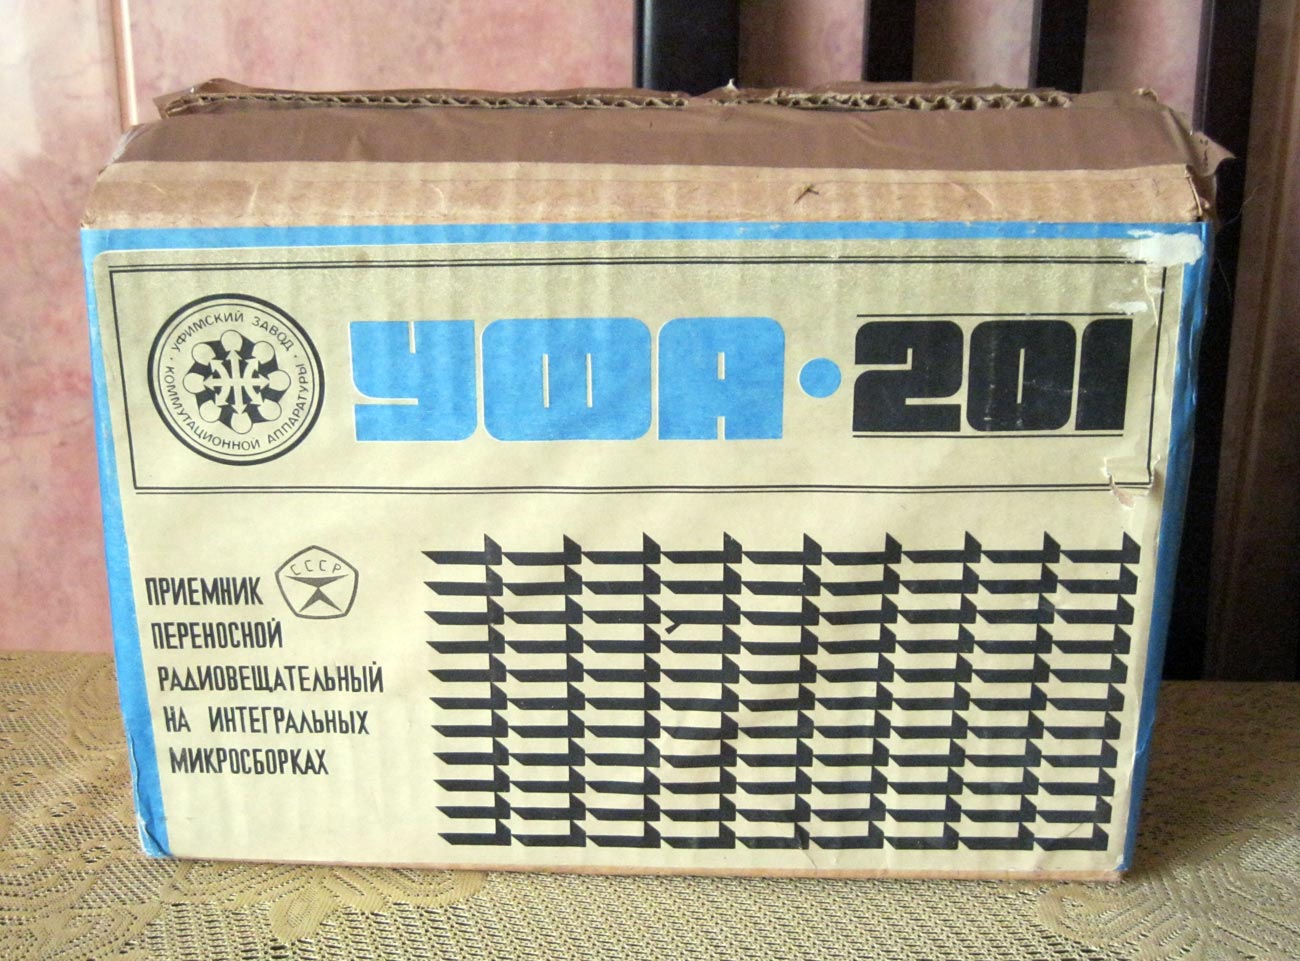 УФИМСКИЙ ЗАВОД
КОММУТАЦИОННОЙ АППАРАТУРЫ
УФА·201
СССР
ПРИЕМНИК
ПЕРЕНОСНОЙ
РАДИОВЕЩАТЕЛЬНЫЙ
НА ИНТЕГРАЛЬНЫХ
МИКРОСБОРКАХ